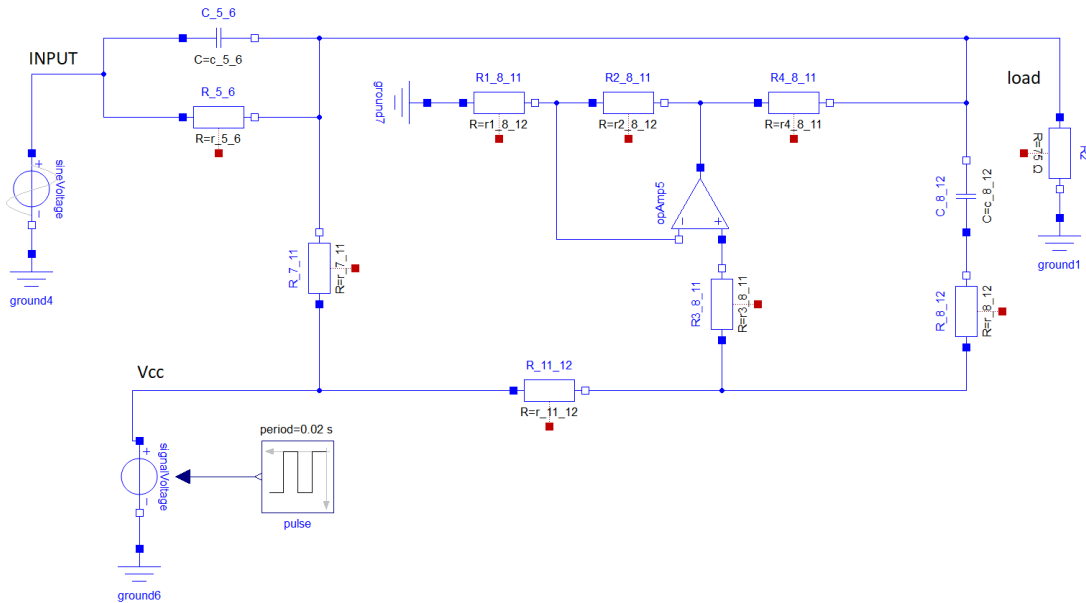 C_5_6
C=c_5_6
INPUT
R_5_6
R=r_5_6
sineVoltage
+
−
ground4
ground7
R1_8_11
R=r1_8_12
R2_8_11
R=r2_8_12
R4_8_11
R=r4_8_11
load
R2
R=75 Ω
ground1
opAmp5
−
+
C_8_12
C=c_8_12
R_7_11
R=r_7_11
R3_8_11
R=r3_8_11
R_8_12
R=r_8_12
Vcc
R_11_12
R=r_11_12
signalVoltage
+
−
period=0.02 s
pulse
ground6